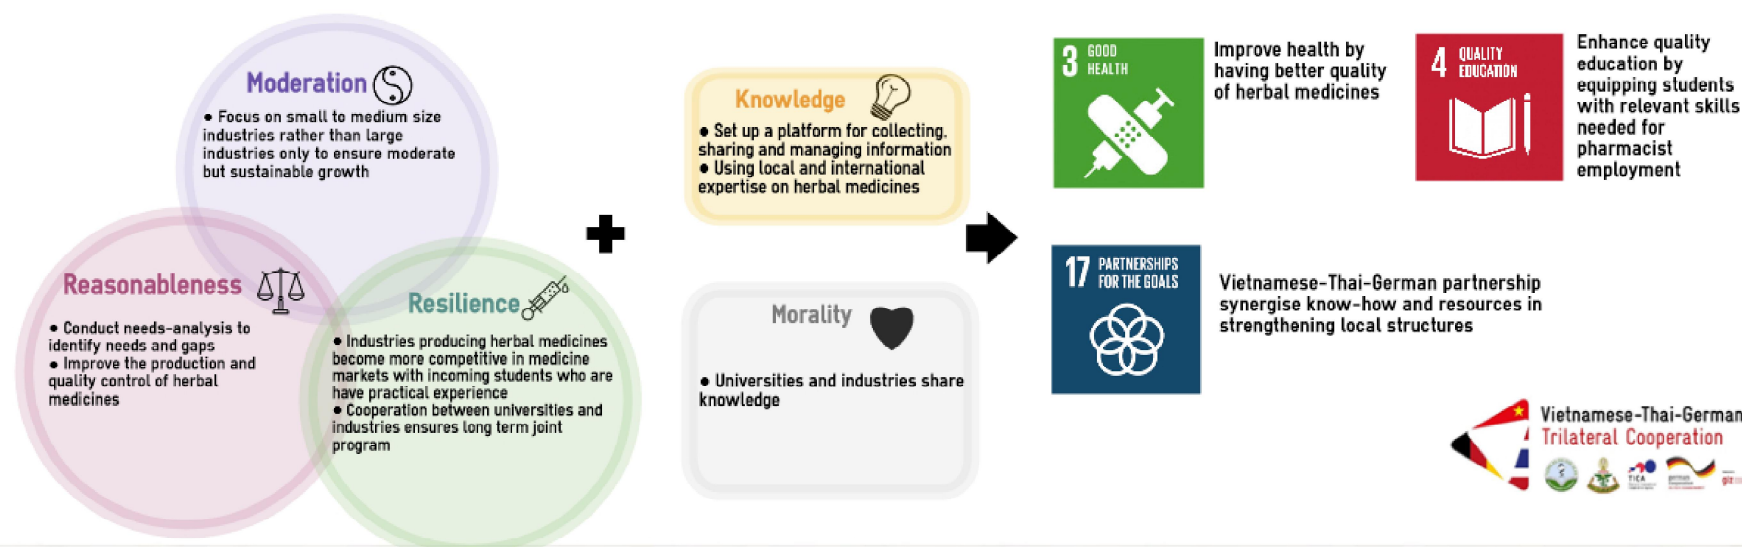 Moderation
● Focus on small to medium size
industries rather than large
industries only to ensure moderate
but sustainable growth
Reasonableness
● Conduct needs-analysis to
identify needs and gaps
● Improve the production and
quality control of herbal
medicines
Resilience
● Industries producing herbal medicines
become more competitive in medicine
markets with incoming students who are
have practical experience
● Cooperation between universities and
industries ensures long term joint
program
Knowledge
● Set up a platform for collecting,
sharing and managing information
● Using local and international
expertise on herbal medicines
Morality
● Universities and industries share
knowledge
3 GOOD
HEALTH
Improve health by
having better quality
of herbal medicines
4 QUALITY
EDUCATION
Enhance quality
education by
equipping students
with relevant skills
needed for
pharmacist
employment
17 PARTNERSHIPS
FOR THE GOALS
Vietnamese-Thai-German partnership
synergise know-how and resources in
strengthening local structures
Vietnamese-Thai-German
Trilateral Cooperation
TICA
giz